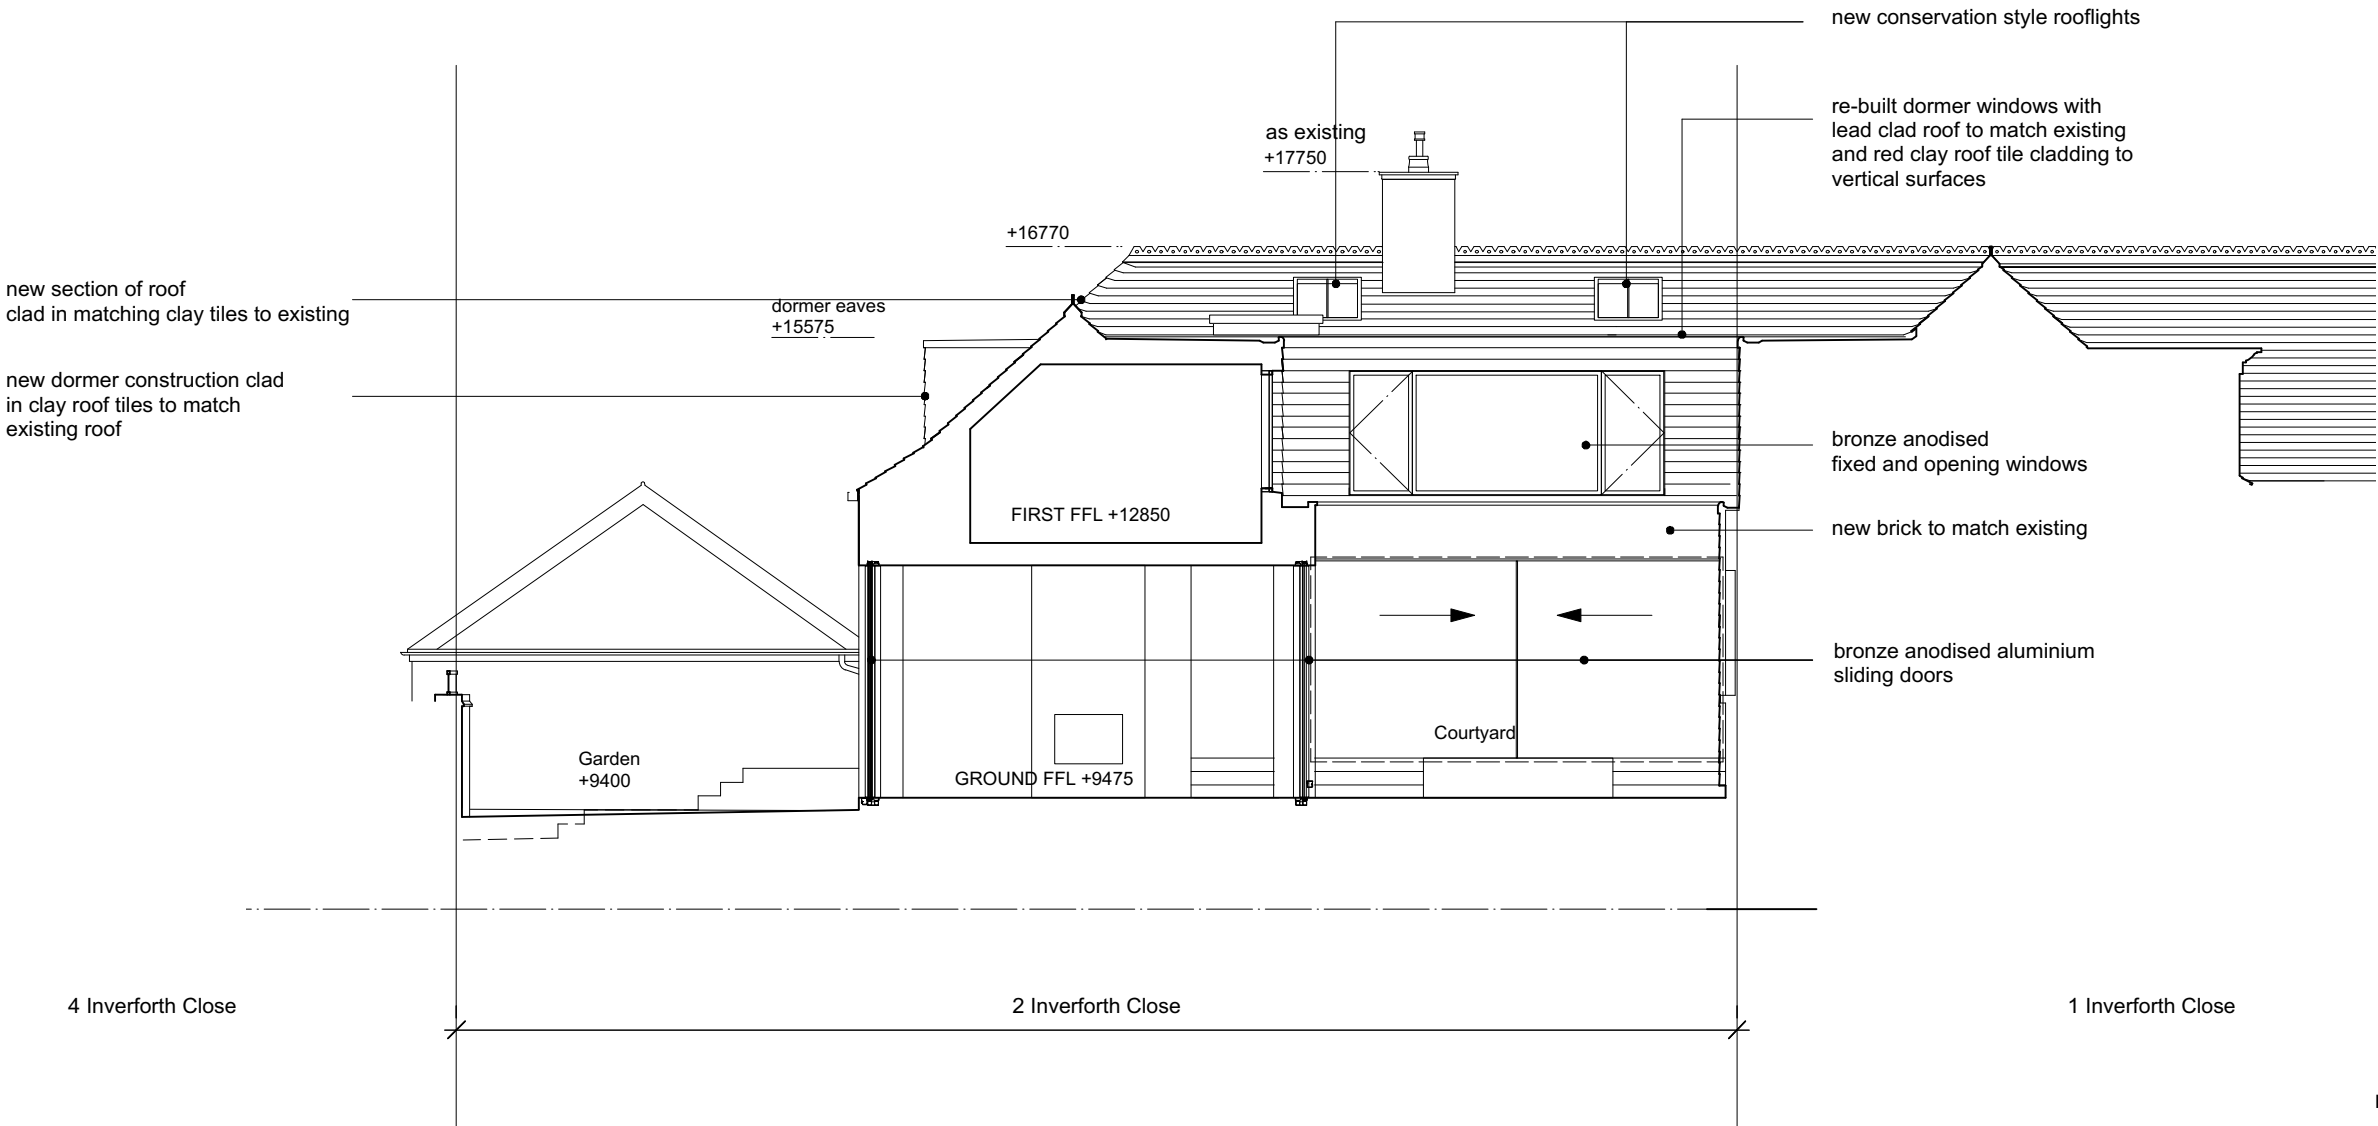 new conservation style rooflights
re-built dormer windows with
lead clad roof to match existing
and red clay roof tile cladding to
vertical surfaces
as existing
+17750
+16770
new section of roof
clad in matching clay tiles to existing
dormer eaves
+15575
new dormer construction clad
in clay roof tiles to match
existing roof
bronze anodised
fixed and opening windows
FIRST FFL +12850
new brick to match existing
bronze anodised aluminium
sliding doors
Courtyard
Garden
+9400
GROUND FFL +9475
4 Inverforth Close
2 Inverforth Close
1 Inverforth Close